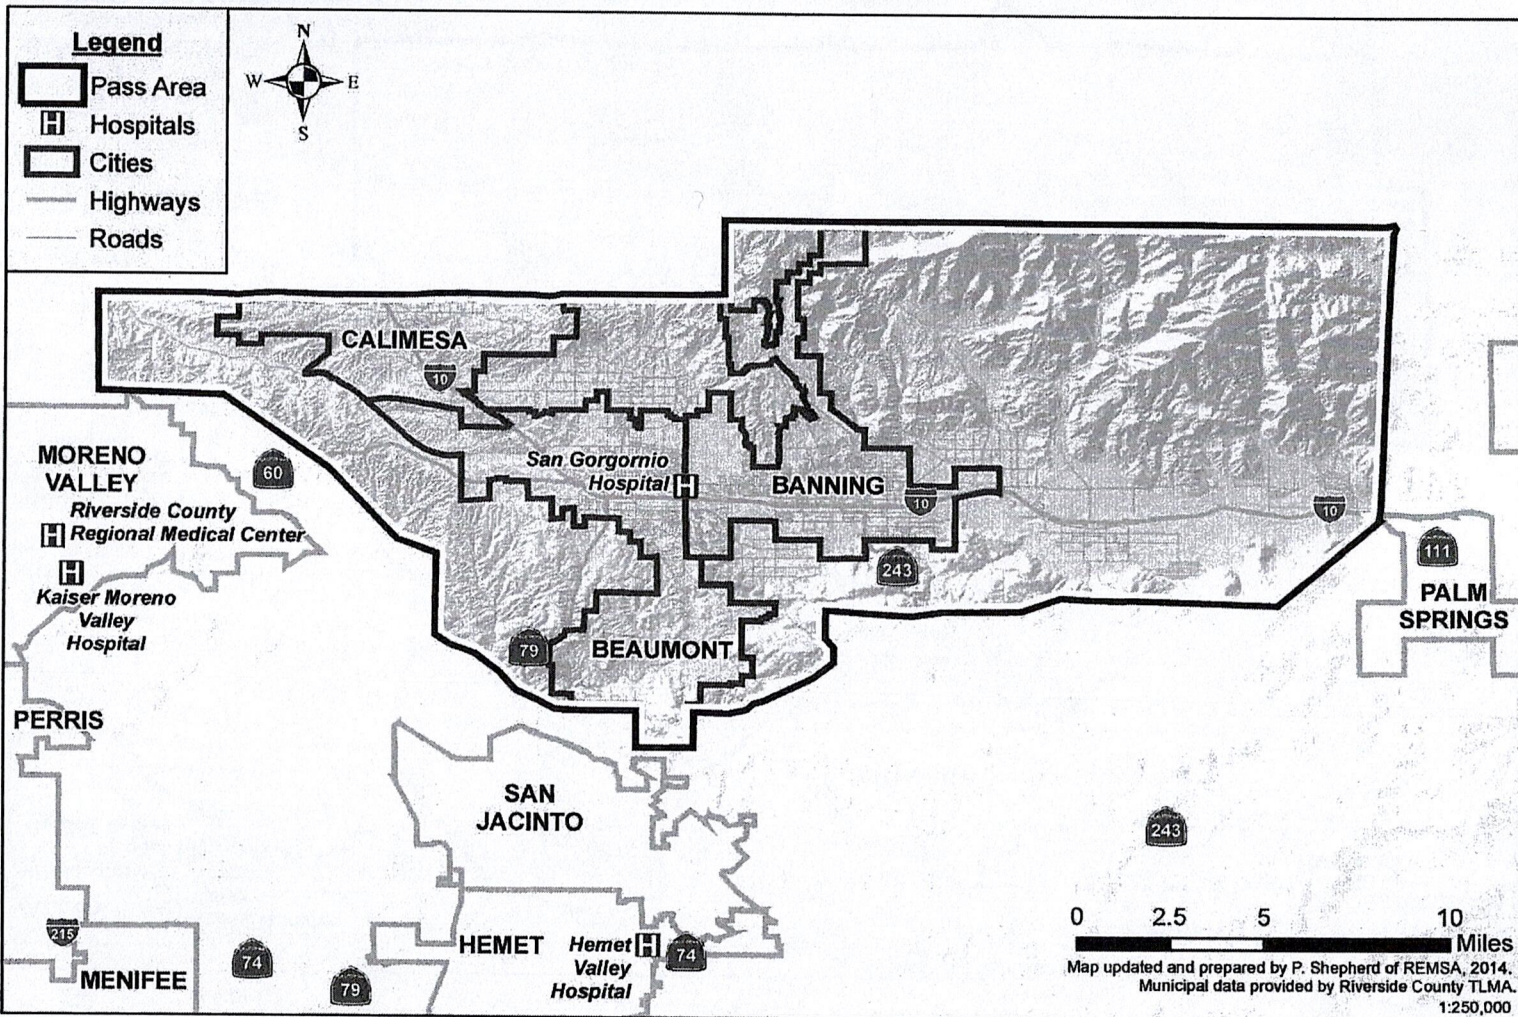 Legend
Pass Area
H Hospitals
Cities
Highways
Roads
N
W E
S
CALIMESA
10
MORENO
VALLEY
60
San Gorgornio
Hospital H
BANNING
10
10
Riverside County
H Regional Medical Center
H
Kaiser Moreno
Valley
Hospital
243
111
PALM
SPRINGS
79
BEAUMONT
PERRIS
SAN
JACINTO
243
215
MENIFEE
74
79
HEMET
Hemet H
Valley
Hospital
74
0 2.5 5 10
Miles
Map updated and prepared by P. Shepherd of REMSA, 2014.
Municipal data provided by Riverside County TLMA.
1:250,000